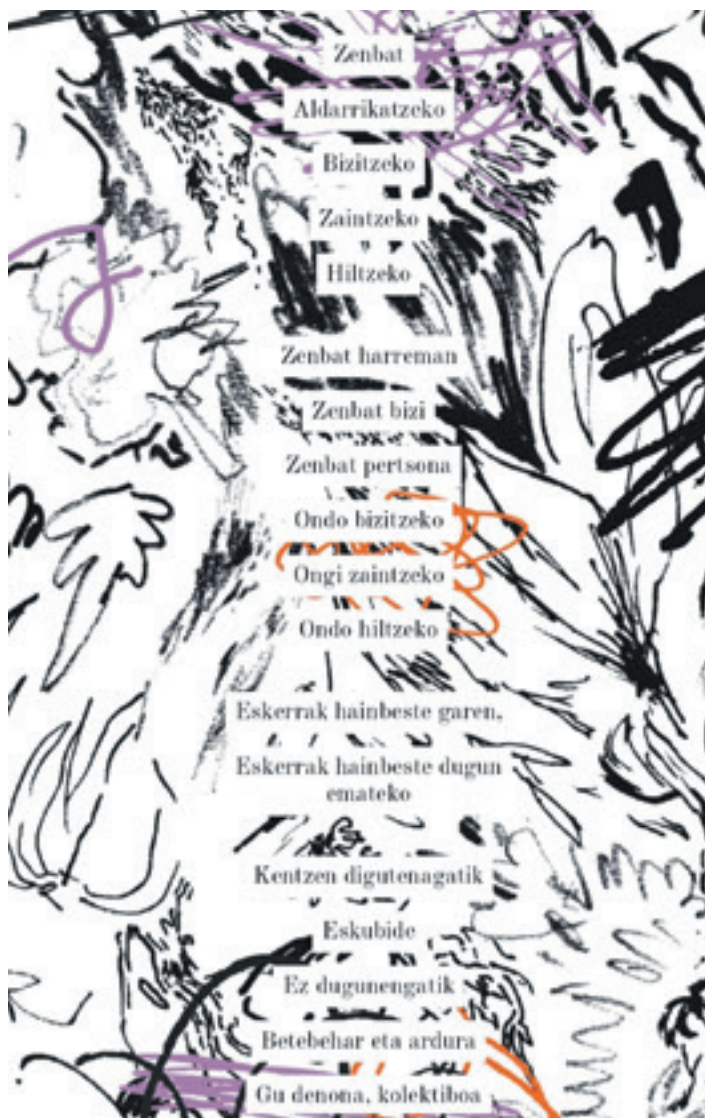 Zenbat
Aldarrikatzeko
Bizitzeko
Zaintzeko
Hiltzeko
Zenbat harreman
Zenbat bizi
Zenbat pertsona
Ondo bizitzeko
Ongi zaintzeko
Ondo hiltzeko
Eskerrak hainbeste garen,
Eskerrak hainbeste dugun
emateko
Kentzen digutenagatik
Eskubide
Ez dugunengatik
Betebehar eta ardura
Gu denona, kolektiboa